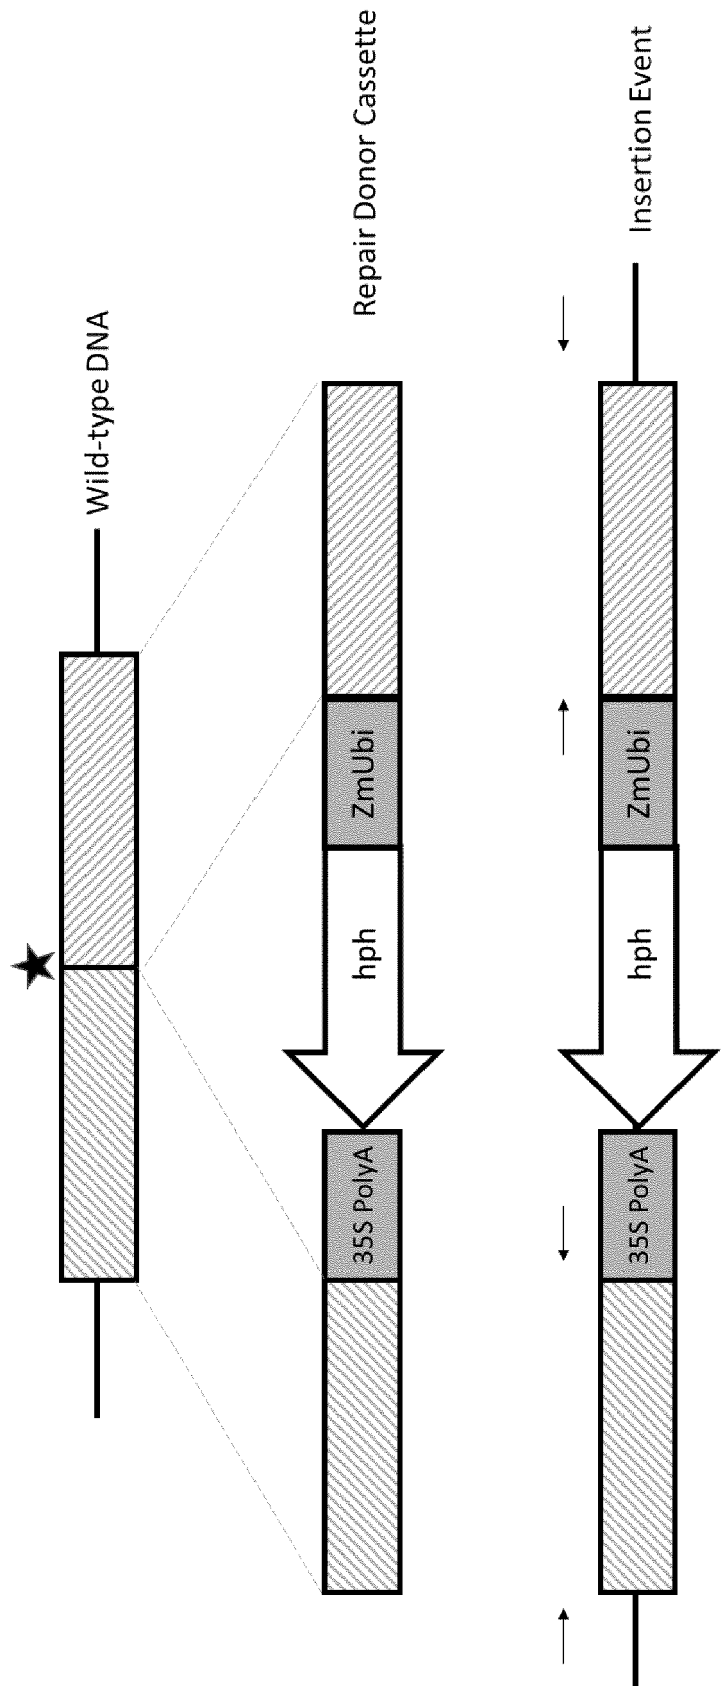 Wild-type DNA
35S PolyA
hph
ZmUbi
Repair Donor Cassette
35S PolyA
hph
ZmUbi
Insertion Event